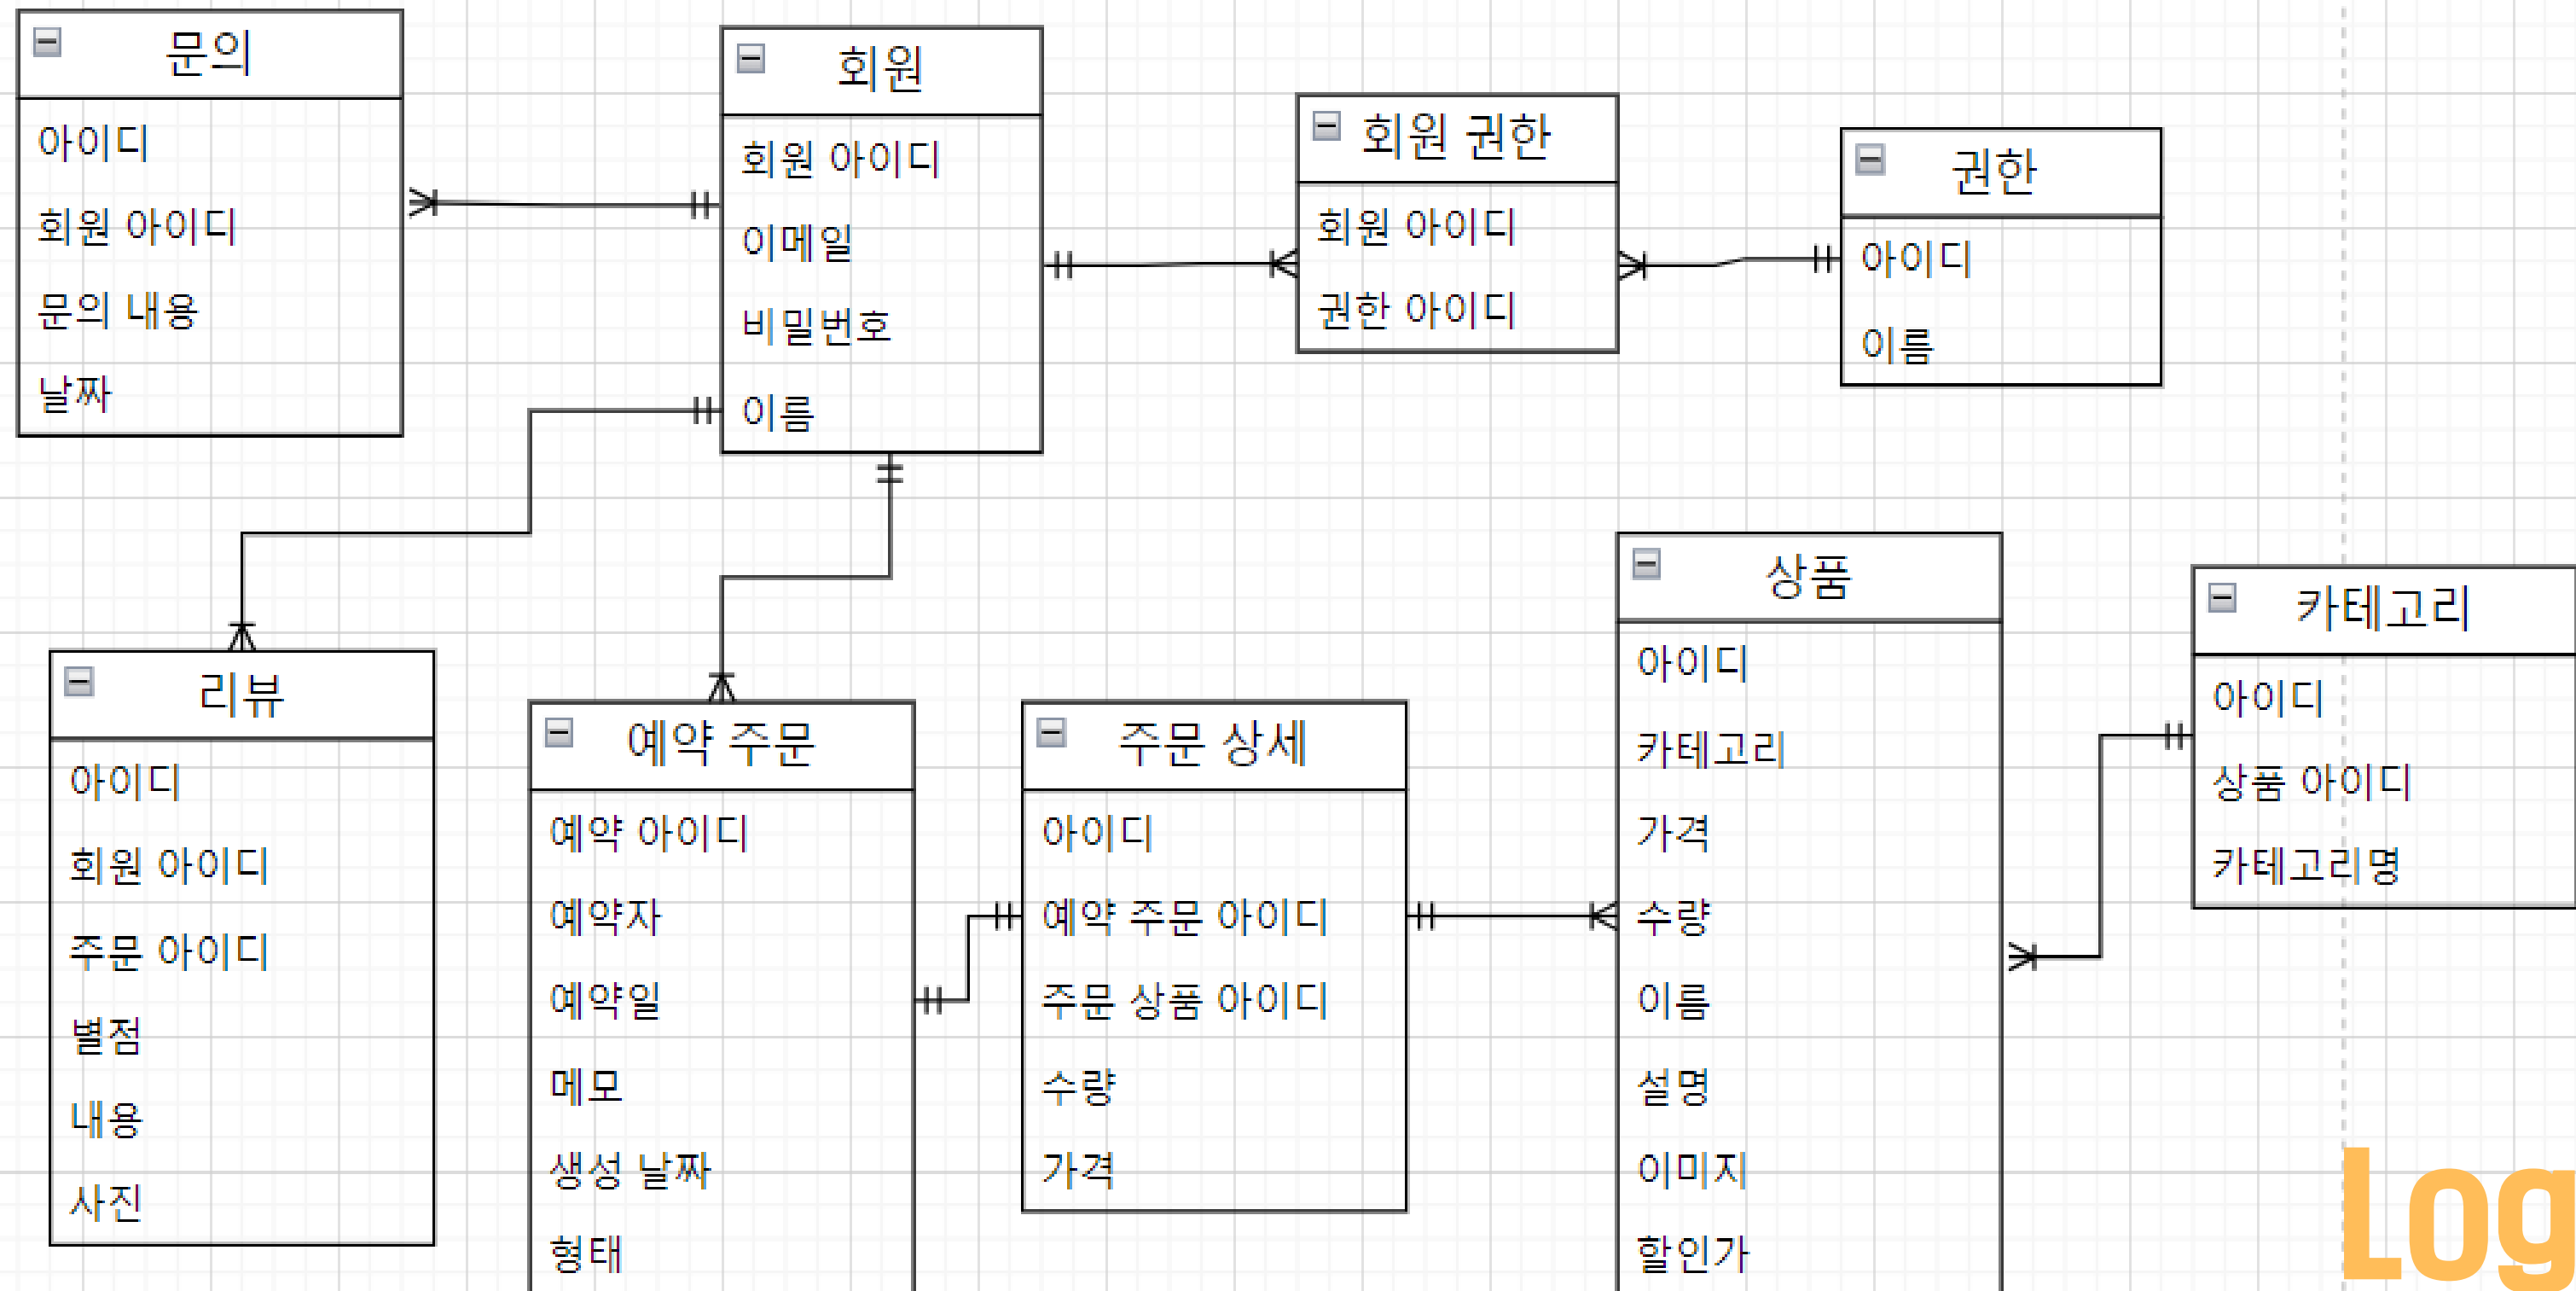 문의
아이디
회원 아이디
문의 내용
날짜
회원
회원 아이디
이메일
비밀번호
이름
회원 권한
회원 아이디
권한 아이디
권한
아이디
이름
리뷰
아이디
회원 아이디
주문 아이디
별점
내용
사진
예약 주문
예약 아이디
예약자
예약일
메모
생성 날짜
형태
주문 상세
아이디
예약 주문 아이디
주문 상품 아이디
수량
가격
상품
아이디
카테고리
가격
수량
이름
설명
이미지
할인가
카테고리
아이디
상품 아이디
카테고리명
Log